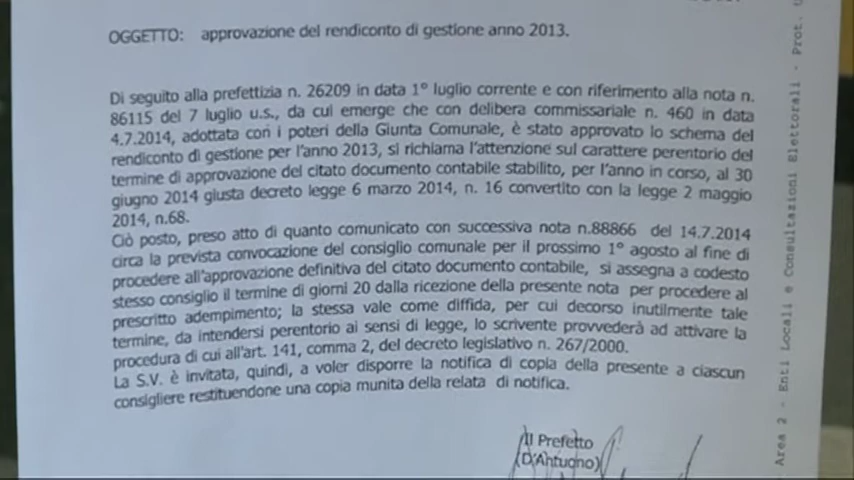 OGGETTO: approvazione del rendiconto di gestione anno 2013.
Di seguito alla prefettizia n. 26209 in data 1° luglio corrente e con riferimento alla nota n.
86115 del 7 luglio u.s., da cui emerge che con delibera commissariale n. 460 in data
4.7.2014, adottata con i poteri della Giunta Comunale, è stato approvato lo schema del
rendiconto di gestione per l'anno 2013, si richiama l'attenzione sul carattere perentorio del
termine di approvazione del citato documento contabile stabilito, per l'anno in corso, al 30
giugno 2014 giusta decreto legge 6 marzo 2014, n. 16 convertito con la legge 2 maggio
2014, n.68.
Ciò posto, preso atto di quanto comunicato con successiva nota n.88866 del 14.7.2014
circa la prevista convocazione del consiglio comunale per il prossimo 1° agosto al fine di
procedere all'approvazione definitiva del citato documento contabile, si assegna a codesto
stesso consiglio il termine di giorni 20 dalla ricezione della presente nota per procedere al
prescritto adempimento; la stessa vale come diffida, per cui decorso inutilmente tale
termine, da intendersi perentorio ai sensi di legge, lo scrivente provvederà ad attivare la
procedura di cui all'art. 141, comma 2, del decreto legislativo n. 267/2000.
La S.V. è invitata, quindi, a voler disporre la notifica di copia della presente a ciascun
consigliere restituendone una copia munita della relata di notifica.
Il Prefetto
(D'Antuono)
Area 2 - Enti Locali e Consultazioni Elettorali - Prot.